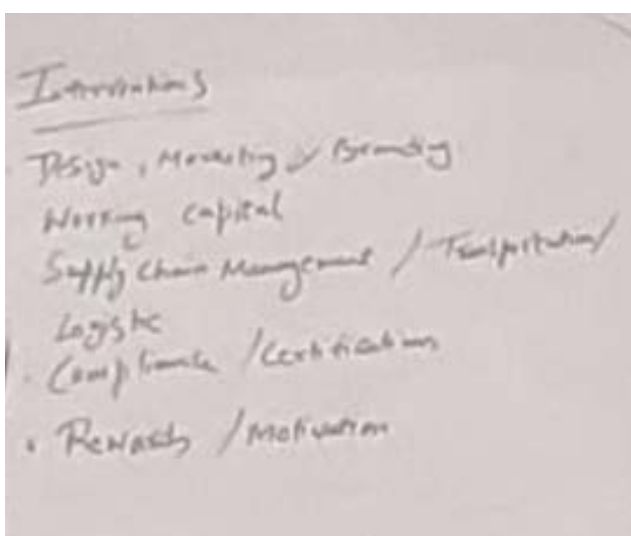 Interventions
Design, Marketing / Branding
Working Capital
Supply Chain Management / Transportation/
Logistic
. Compliance / Certification
. Rewards / Motivation